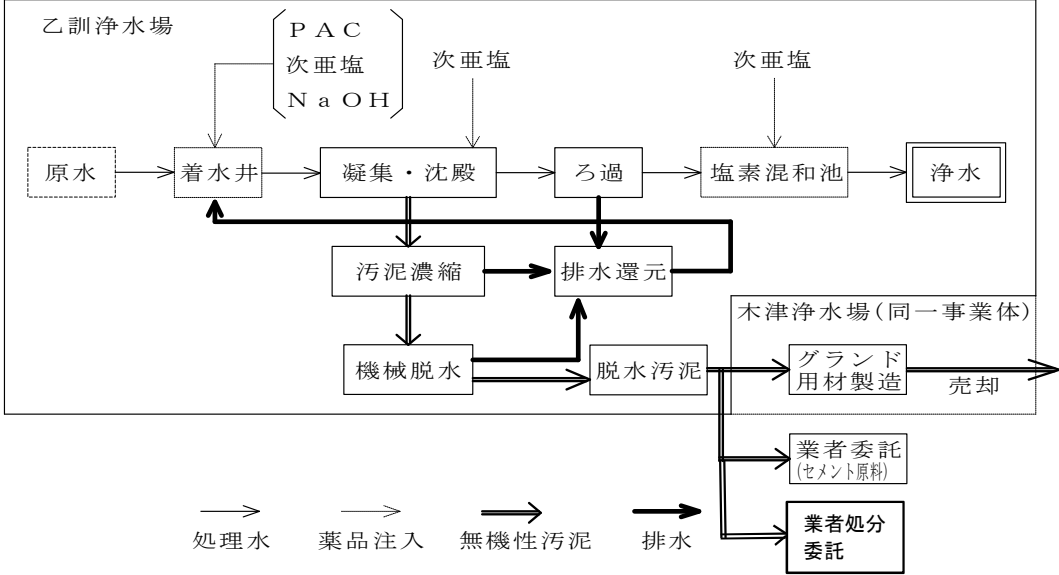 乙訓浄水場
PAC
次亜塩
NaOH
次亜塩
次亜塩
原水
着水井
凝集・沈殿
ろ過
塩素混和池
浄水
汚泥濃縮
排水還元
木津浄水場(同一事業体)
機械脱水
脱水汚泥
グランド
用材製造
売却
業者委託
(セメント原料)
業者処分
委託
処理水
薬品注入
無機性汚泥
排水